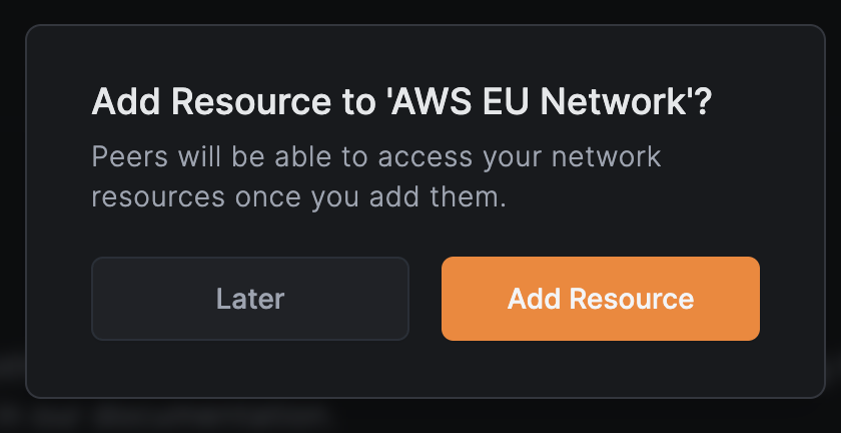 Add Resource to 'AWS EU Network'?
Peers will be able to access your network
resources once you add them.
Later
Add Resource